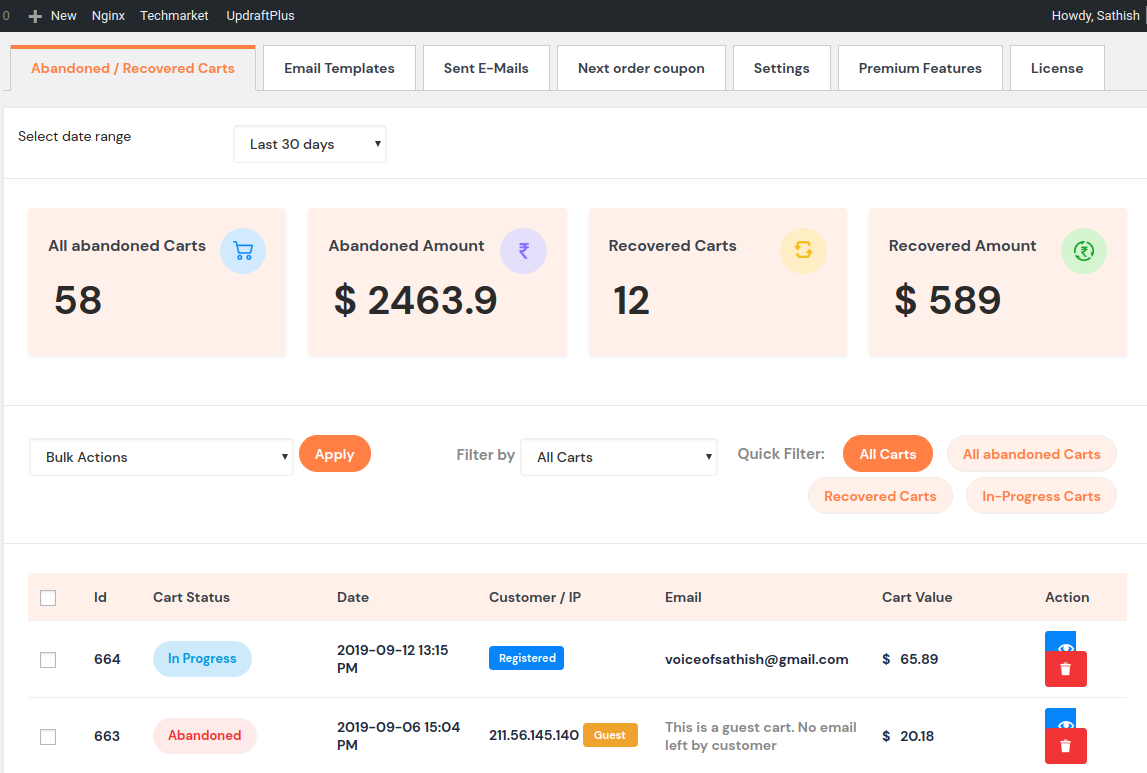 0 New Nginx Techmarket UpdraftPlus Howdy, Sathish
Abandoned / Recovered Carts Email Templates Sent E-Mails Next order coupon Settings Premium Features License
Select date range Last 30 days
All abandoned Carts Abandoned Amount Recovered Carts Recovered Amount
58 $ 2463.9 12 $ 589
Bulk Actions Apply Filter by All Carts Quick Filter: All Carts All abandoned Carts
Recovered Carts In-Progress Carts
Id Cart Status Date Customer / IP Email Cart Value Action
664 In Progress 2019-09-12 13:15 PM Registered voiceofsathish@gmail.com $ 65.89
663 Abandoned 2019-09-06 15:04 PM 211.56.145.140 Guest This is a guest cart. No email left by customer $ 20.18